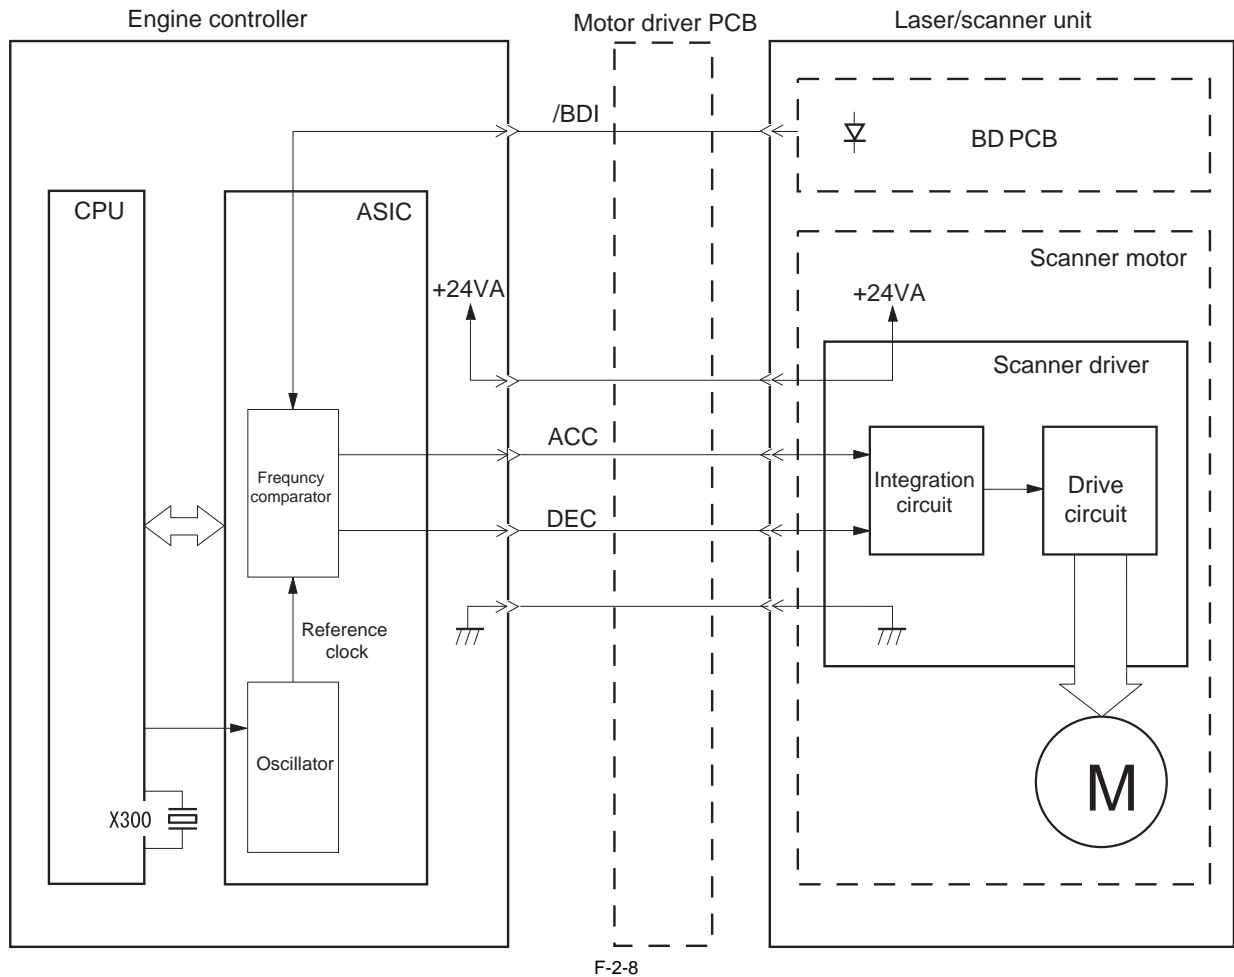 Engine controller
Motor driver PCB
Laser/scanner unit
/BDI
BD PCB
CPU
ASIC
Scanner motor
+24VA
+24VA
Scanner driver
ACC
Frequncy
comparator
Integration
circuit
Drive
circuit
DEC
Reference
clock
Oscillator
X300
M
F-2-8